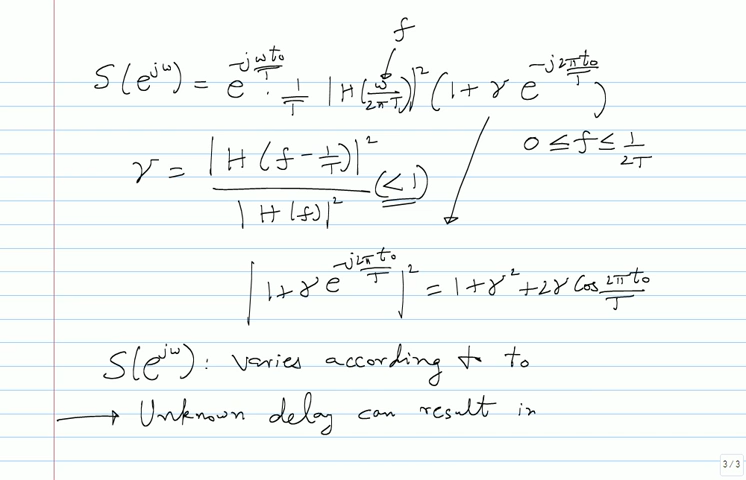 f
S(e^{jω}) = e^{-jωt₀/T} · 1/T |H(ω/2πT)|² (1 + γ e^{-j2πt₀/T})
γ = |H(f - 1/T)|² / |H(f)|² (< 1) 0 ≤ f ≤ 1/2T
|1 + γ e^{-j2πt₀/T}|² = 1 + γ² + 2γ Cos 2πt₀/T
S(e^{jω}) : varies according to t₀
→ Unknown delay can result in
3 / 3